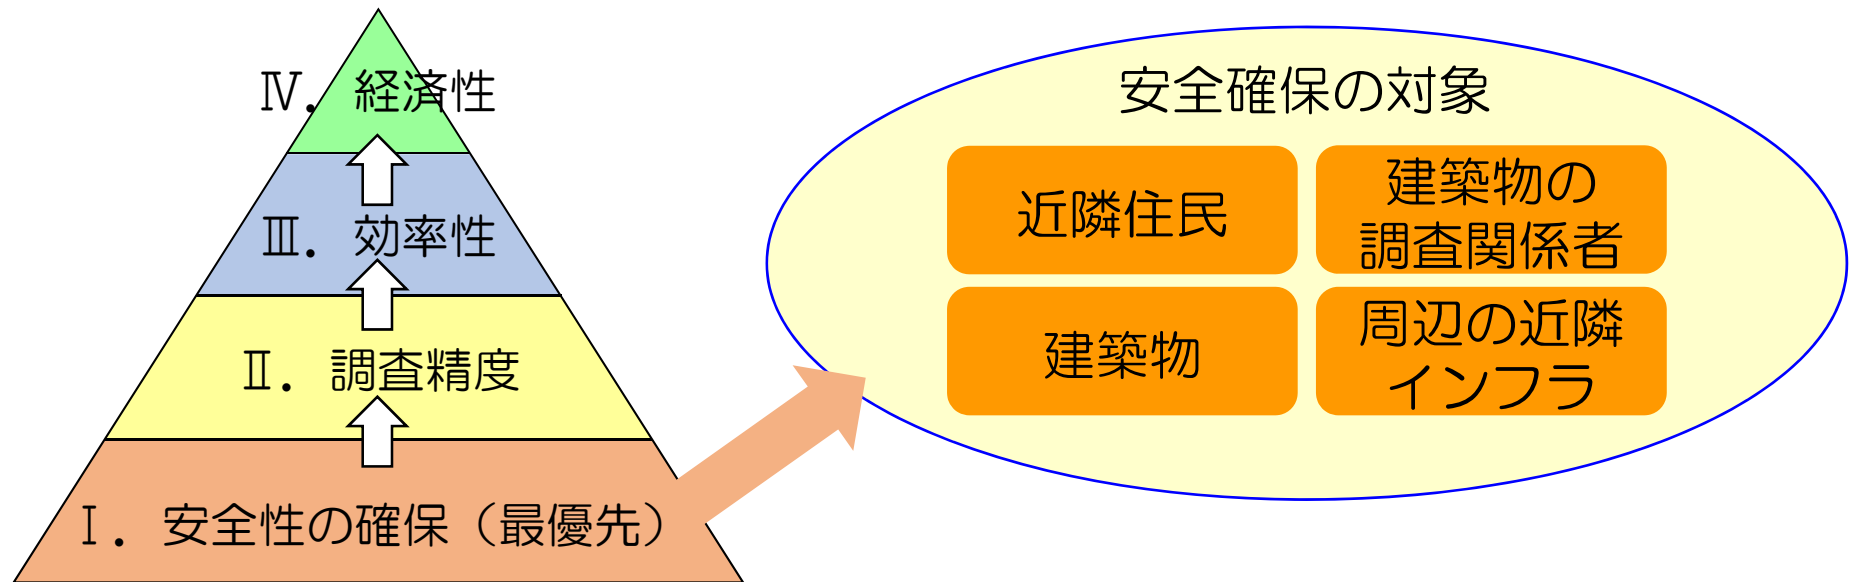 Ⅳ．経済性
Ⅲ．効率性
Ⅱ．調査精度
Ⅰ．安全性の確保（最優先）
安全確保の対象
近隣住民
建築物の
調査関係者
建築物
周辺の近隣
インフラ